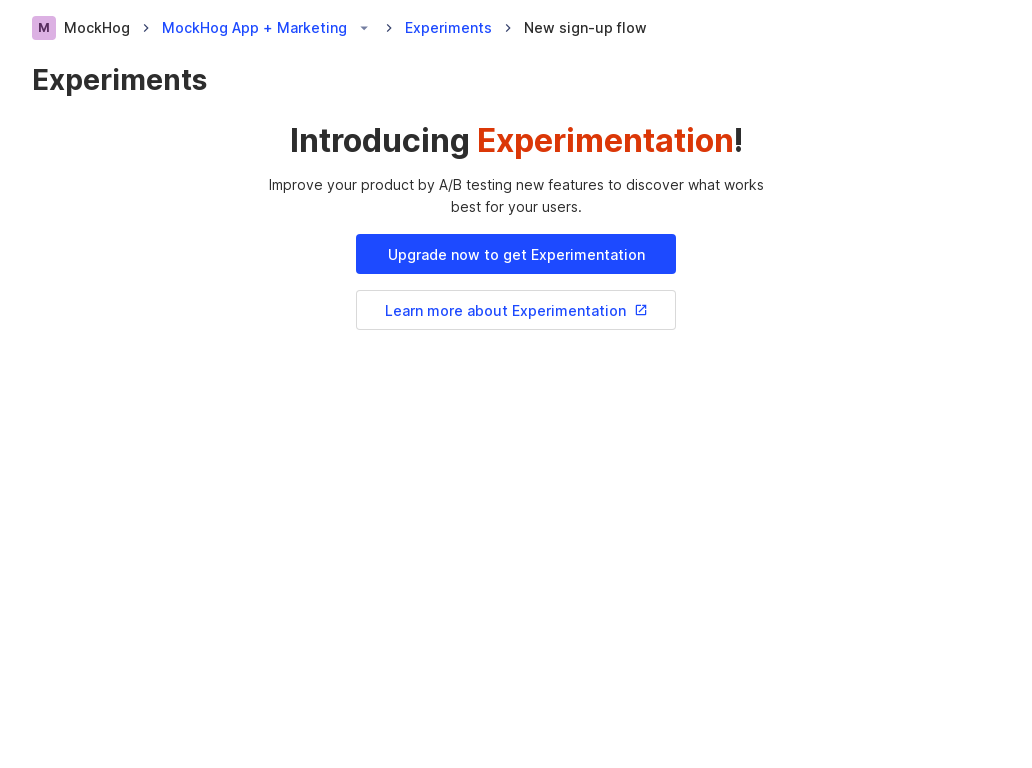 M MockHog MockHog App + Marketing Experiments New sign-up flow
Experiments
Introducing Experimentation!
Improve your product by A/B testing new features to discover what works
best for your users.
Upgrade now to get Experimentation
Learn more about Experimentation